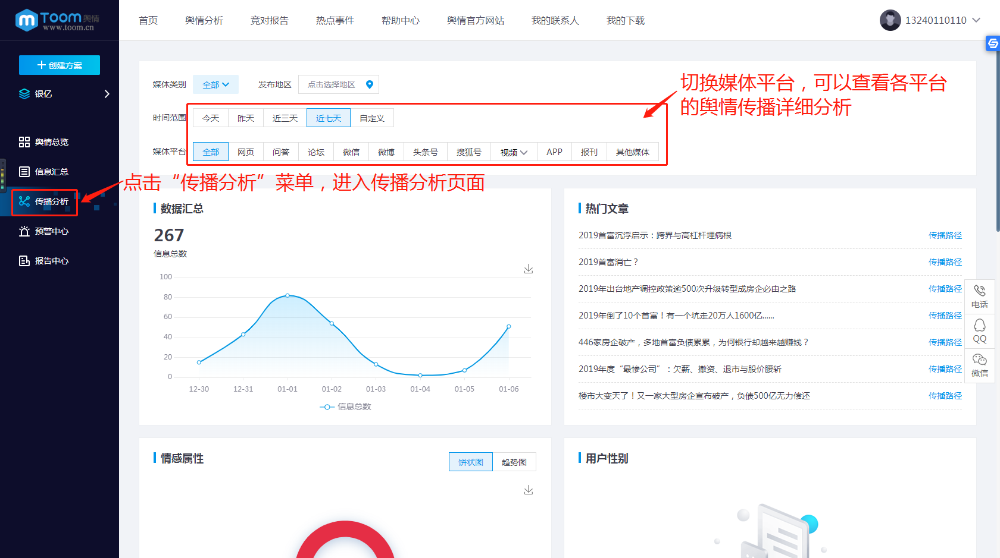 Toom舆情
www.toom.cn
首页 舆情分析 竞对报告 热点事件 帮助中心 舆情官方网站 我的联系人 我的下载
13240110110
创建方案
银亿
舆情总览
信息汇总
传播分析
预警中心
报告中心
媒体类别 全部 发布地区 点击选择地区
时间范围 今天 昨天 近三天 近七天 自定义
媒体平台 全部 网页 问答 论坛 微信 微博 头条号 搜狐号 视频 APP 报刊 其他媒体
切换媒体平台，可以查看各平台
的舆情传播详细分析
点击“传播分析”菜单，进入传播分析页面
数据汇总
267
信息总数
100
80
60
40
20
0
12-30 12-31 01-01 01-02 01-03 01-04 01-05 01-06
信息总数
热门文章
2019首富沉浮启示：跨界与高杠杆埋病根 传播路径
2019首富消亡？ 传播路径
2019年出台地产调控政策逾500次升级转型成房企必由之路 传播路径
2019年倒了10个首富！有一个坑走20万人1600亿...... 传播路径
446家房企破产，多地首富负债累累，为何银行却越来越赚钱？ 传播路径
2019年度“最惨公司”：欠薪、撤资、退市与股价腰斩 传播路径
楼市大变天了！又一家大型房企宣布破产，负债500亿无力偿还 传播路径
电话
QQ
微信
情感属性
饼状图 趋势图
用户性别